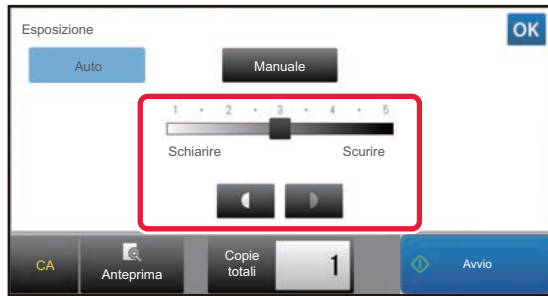 Esposizione
OK
Auto
Manuale
1 • 2 • 3 • 4 • 5
Schiarire
Scurire
CA
Anteprima
Copie
totali
1
Avvio